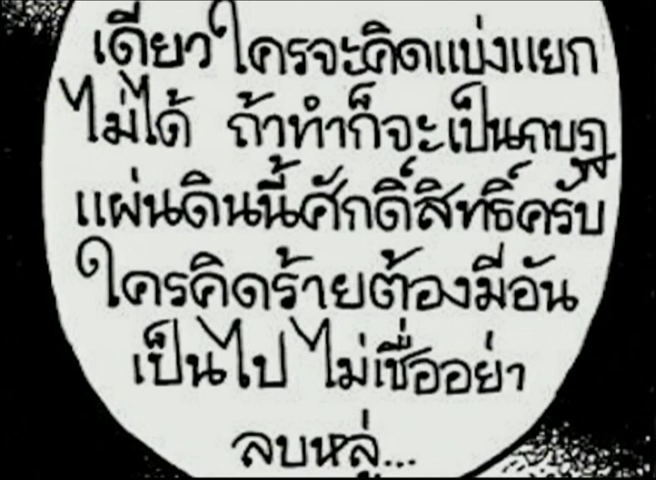 เดียวใครจะคิดแบ่งแยก
ไม่ได้ ถ้าทำก็จะเป็นกบฏ
แผ่นดินนี้ศักดิ์สิทธิ์ครับ
ใครคิดร้ายต้องมีอัน
เป็นไป ไม่เชื่ออย่า
ลบหลู่...